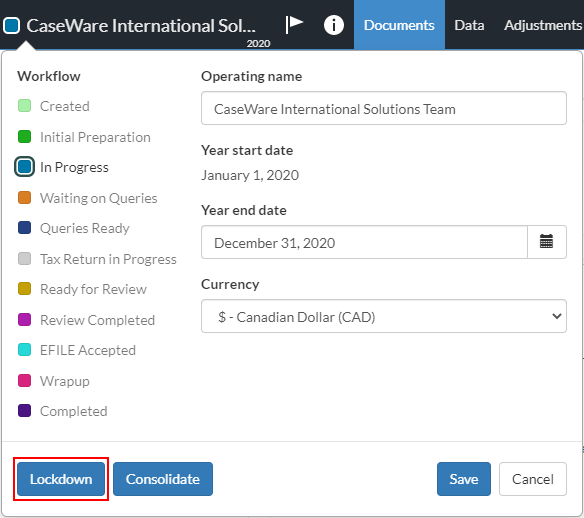 CaseWare International Sol...
2020
Documents
Data
Adjustments
Workflow
Created
Initial Preparation
In Progress
Waiting on Queries
Queries Ready
Tax Return in Progress
Ready for Review
Review Completed
EFILE Accepted
Wrapup
Completed
Operating name
CaseWare International Solutions Team
Year start date
January 1, 2020
Year end date
December 31, 2020
Currency
$ - Canadian Dollar (CAD)
Lockdown
Consolidate
Save
Cancel